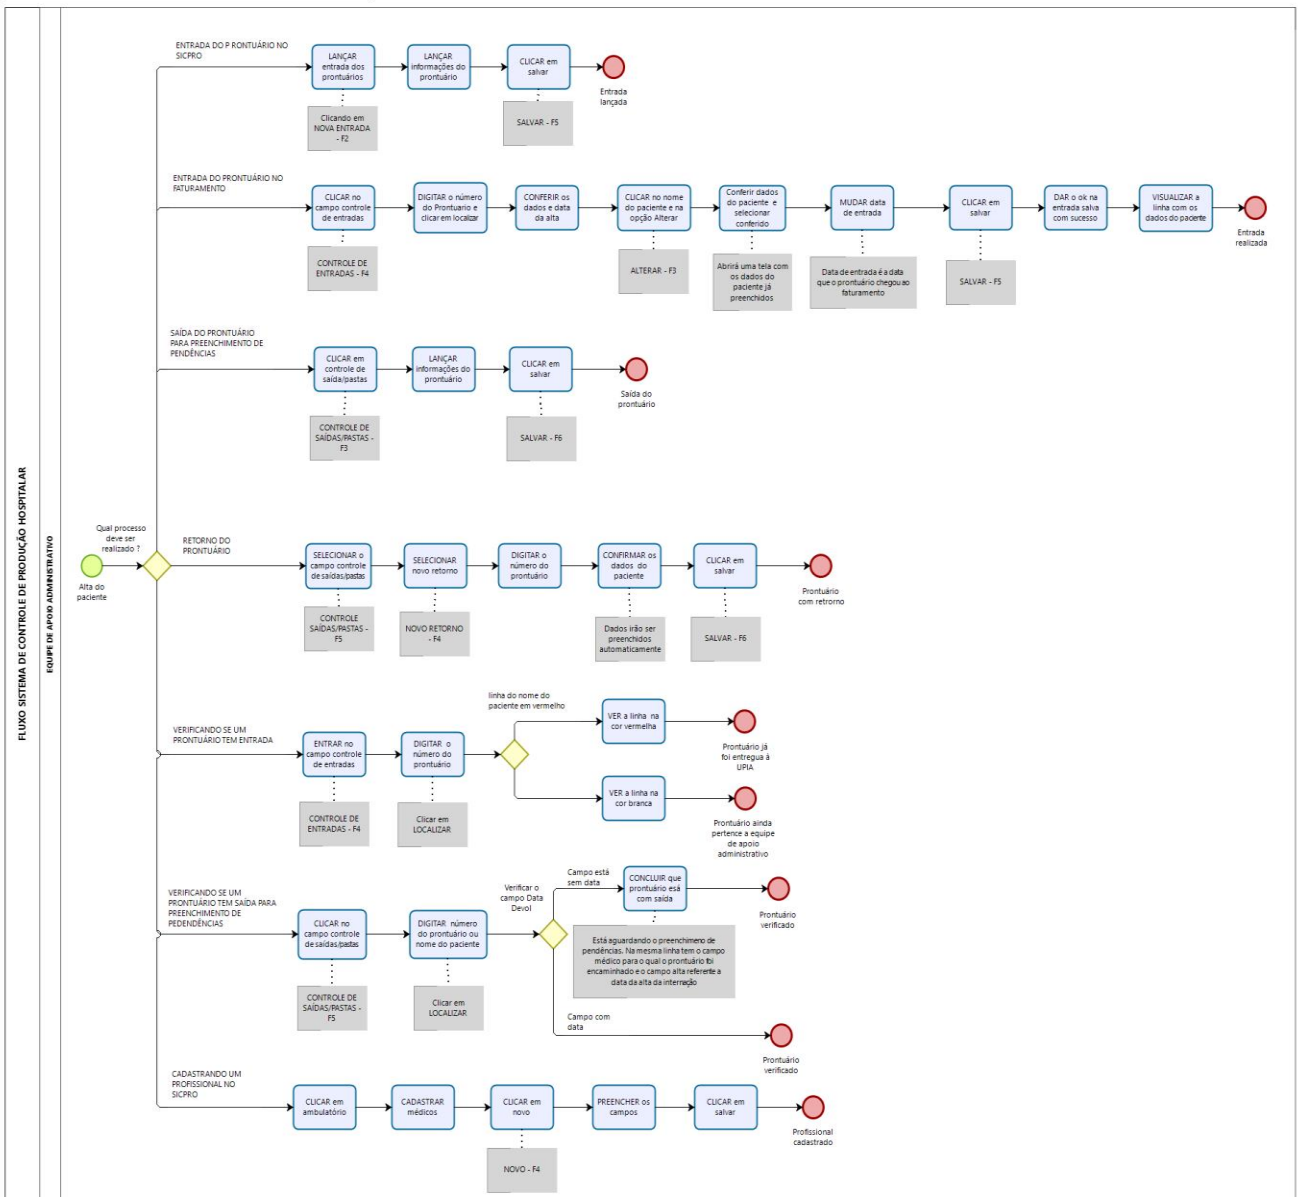 FLUXO SISTEMA DE CONTROLE DE PRODUÇÃO HOSPITALAR
EQUIPE DE APOIO ADMINISTRATIVO
Alta do
paciente
Qual processo
deve ser
realizado ?
ENTRADA DO P RONTUÁRIO NO
SICPRO
LANÇAR
entrada dos
prontuários
Clicando em
NOVA ENTRADA
- F2
LANÇAR
informações do
prontuário
CLICAR em
salvar
SALVAR - F5
Entrada
lançada
ENTRADA DO PRONTUÁRIO NO
FATURAMENTO
CLICAR no
campo controle
de entradas
CONTROLE DE
ENTRADAS - F4
DIGITAR o número
do Prontuario e
clicar em localizar
CONFERIR os
dados e data
da alta
CLICAR no nome
do paciente e na
opção Alterar
ALTERAR - F3
Conferir dados
do paciente e
selecionar
conferido
Abrirá uma tela com
os dados do
paciente já
preenchidos
MUDAR data
de entrada
Data de entrada é a data
que o prontuário chegou ao
faturamento
CLICAR em
salvar
SALVAR - F5
DAR o ok na
entrada salva
com sucesso
VISUALIZAR a
linha com os
dados do paciente
Entrada
realizada
SAÍDA DO PRONTUÁRIO
PARA PREENCHIMENTO DE
PENDÊNCIAS
CLICAR em
controle de
saída/pastas
CONTROLE DE
SAÍDAS/PASTAS -
F3
LANÇAR
informações do
prontuário
CLICAR em
salvar
SALVAR - F6
Saída do
prontuário
RETORNO DO
PRONTUÁRIO
SELECIONAR o
campo controle
de saídas/pastas
CONTROLE
SAÍDAS/PASTAS -
F5
SELECIONAR
novo retorno
NOVO RETORNO
- F4
DIGITAR o
número do
prontuário
CONFIRMAR os
dados do
paciente
Dados irão ser
preenchidos
automaticamente
CLICAR em
salvar
SALVAR - F6
Prontuário
com retrorno
VERIFICANDO SE UM
PRONTUÁRIO TEM ENTRADA
ENTRAR no
campo controle
de entradas
CONTROLE DE
ENTRADAS - F4
DIGITAR o
número do
prontuário
Clicar em
LOCALIZAR
linha do nome do
paciente em vermelho
VER a linha na
cor vermelha
Prontuário já
foi entregua à
UPIA
VER a linha na
cor branca
Prontuário ainda
pertence a equipe
de apoio
administrativo
VERIFICANDO SE UM
PRONTUÁRIO TEM SAÍDA PARA
PREENCHIMENTO DE
PEDENDÊNCIAS
CLICAR no
campo controle
de saídas/pastas
CONTROLE DE
SAÍDAS/PASTAS -
F5
DIGITAR número
do prontuário ou
nome do paciente
Clicar em
LOCALIZAR
Verificar o
campo Data
Devol
Campo está
sem data
CONCLUIR que
prontuário esá
com saída
Está aguardando o preenchimeno de
pendências. Na mesma linha tem o campo
médico para o qual o prontuário foi
encaminhado e o campo alta referente a
data da alta da internação
Prontuário
verificado
Campo com
data
Prontuário
verificado
CADASTRANDO UM
PROFISSIONAL NO
SICPRO
CLICAR em
ambulatório
CADASTRAR
médicos
CLICAR em
novo
NOVO - F4
PREENCHER os
campos
CLICAR em
salvar
Profissional
cadastrado